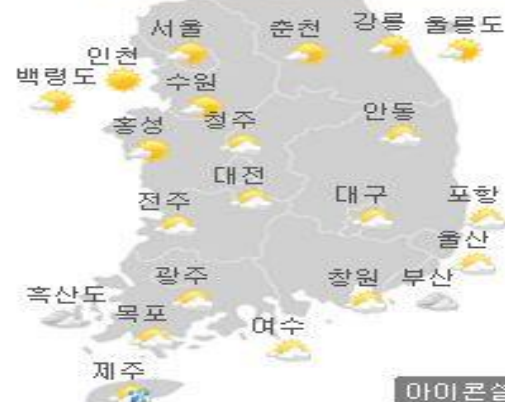 서울 춘천 강릉 울릉도
인천
백령도 수원
홍성 청주 안동
대전
전주 대구 포항
울산
광주 창원 부산
흑산도
목포 여수
제주
아이콘설